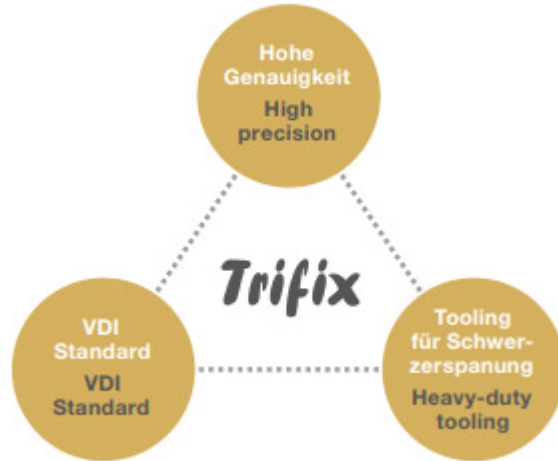 Hohe
Genauigkeit
High
precision
Trifix
VDI
Standard
VDI
Standard
Tooling
für Schwer-
zerspanung
Heavy-duty
tooling